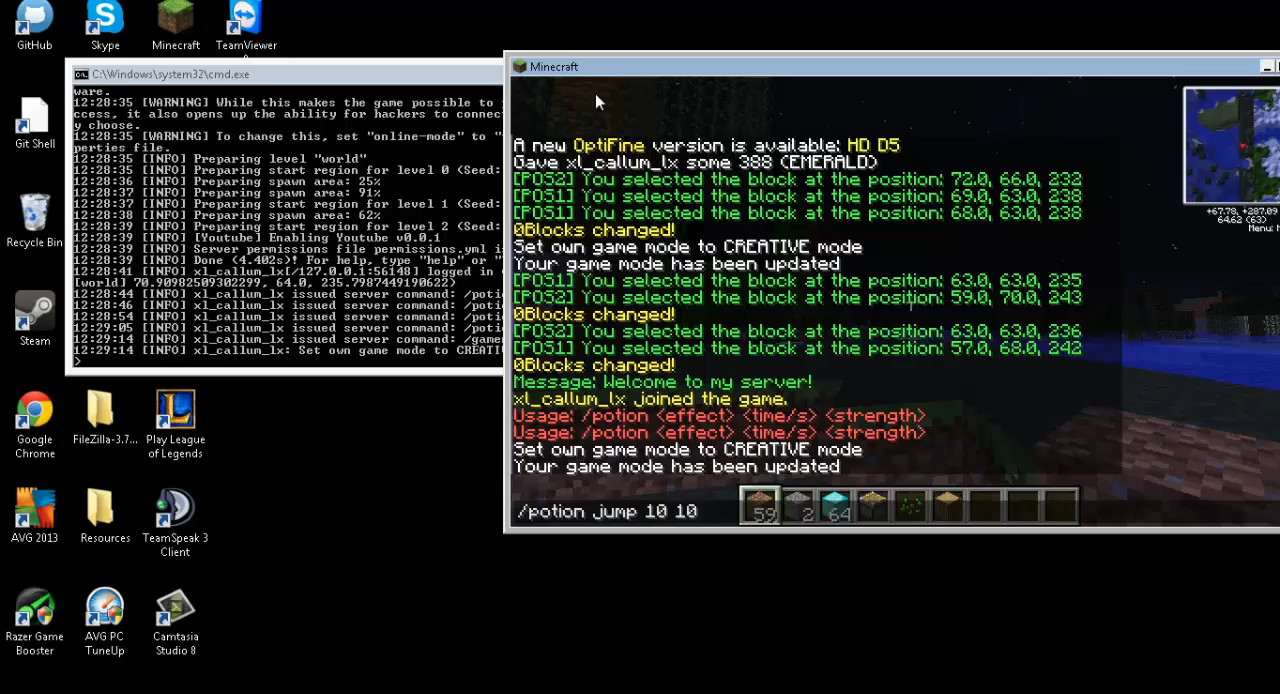 GitHub
Skype
Minecraft
TeamViewer
Git Shell
Recycle Bin
Steam
Google
Chrome
FileZilla-3.7...
Play League
of Legends
AVG 2013
Resources
TeamSpeak 3
Client
Razer Game
Booster
AVG PC
TuneUp
Camtasia
Studio 8
C:\Windows\system32\cmd.exe
ware.
12:28:35 [WARNING] While this makes the game possible to
ccess, it also opens up the ability for hackers to connec
y choose.
12:28:35 [WARNING] To change this, set "online-mode" to "
perties file.
12:28:35 [INFO] Preparing level "world"
12:28:35 [INFO] Preparing start region for level 0 (Seed:
12:28:36 [INFO] Preparing spawn area: 25%
12:28:37 [INFO] Preparing spawn area: 91%
12:28:37 [INFO] Preparing start region for level 1 (Seed:
12:28:38 [INFO] Preparing spawn area: 62%
12:28:39 [INFO] Preparing start region for level 2 (Seed:
12:28:39 [INFO] [Youtube] Enabling Youtube v0.0.1
12:28:39 [INFO] Server permissions file permissions.yml i
12:28:39 [INFO] Done (4.402s)! For help, type "help" or "
12:28:41 [INFO] xl_callum_lx[/127.0.0.1:56148] logged in
[world] 70.90982509302299, 64.0, 235.7987449190622)
12:28:44 [INFO] xl_callum_lx issued server command: /poti
12:28:46 [INFO] xl_callum_lx issued server command: /poti
12:28:54 [INFO] xl_callum_lx issued server command: /poti
12:29:05 [INFO] xl_callum_lx issued server command: /poti
12:29:14 [INFO] xl_callum_lx issued server command: /game
12:29:14 [INFO] xl_callum_lx: Set own game mode to CREATI
>
Minecraft
A new OptiFine version is available: HD D5
Gave xl_callum_lx some 388 (EMERALD)
[POS2] You selected the block at the position: 72.0, 66.0, 232
[POS1] You selected the block at the position: 69.0, 63.0, 238
[POS1] You selected the block at the position: 68.0, 63.0, 238
0Blocks changed!
Set own game mode to CREATIVE mode
Your game mode has been updated
[POS1] You selected the block at the position: 63.0, 63.0, 235
[POS2] You selected the block at the position: 59.0, 70.0, 243
0Blocks changed!
[POS2] You selected the block at the position: 63.0, 63.0, 236
[POS1] You selected the block at the position: 57.0, 68.0, 242
0Blocks changed!
Message: Welcome to my server!
xl_callum_lx joined the game.
Usage: /potion <effect> <time/s> <strength>
Usage: /potion <effect> <time/s> <strength>
Set own game mode to CREATIVE mode
Your game mode has been updated
/potion jump 10 10
59 2 64
+67.78, +287.09
64.62 (63)
Menu: